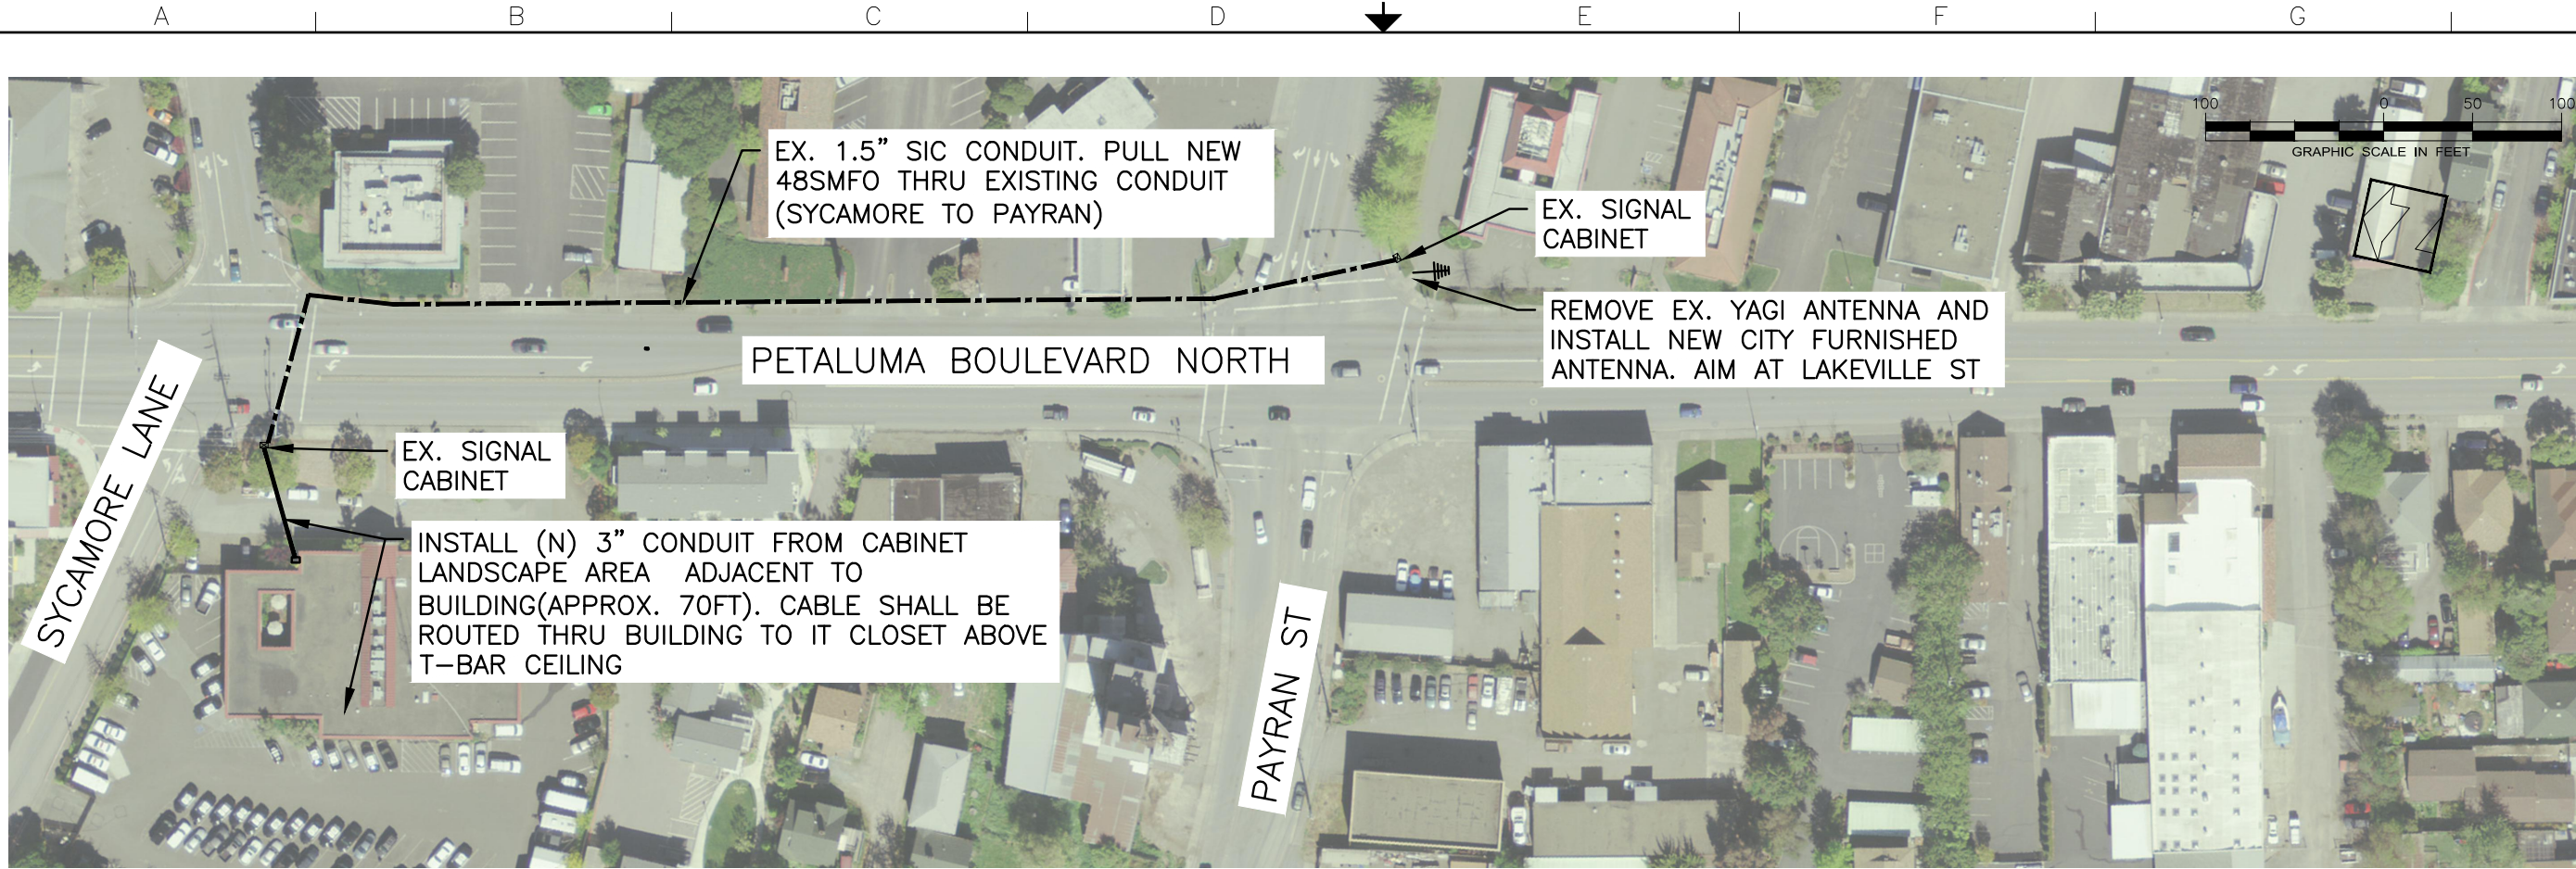 A B C D E F G
100 0 50 100
GRAPHIC SCALE IN FEET
EX. 1.5” SIC CONDUIT. PULL NEW
48SMFO THRU EXISTING CONDUIT
(SYCAMORE TO PAYRAN)
EX. SIGNAL
CABINET
REMOVE EX. YAGI ANTENNA AND
INSTALL NEW CITY FURNISHED
ANTENNA. AIM AT LAKEVILLE ST
PETALUMA BOULEVARD NORTH
SYCAMORE LANE
EX. SIGNAL
CABINET
INSTALL (N) 3” CONDUIT FROM CABINET
LANDSCAPE AREA ADJACENT TO
BUILDING(APPROX. 70FT). CABLE SHALL BE
ROUTED THRU BUILDING TO IT CLOSET ABOVE
T-BAR CEILING
PAYRAN ST